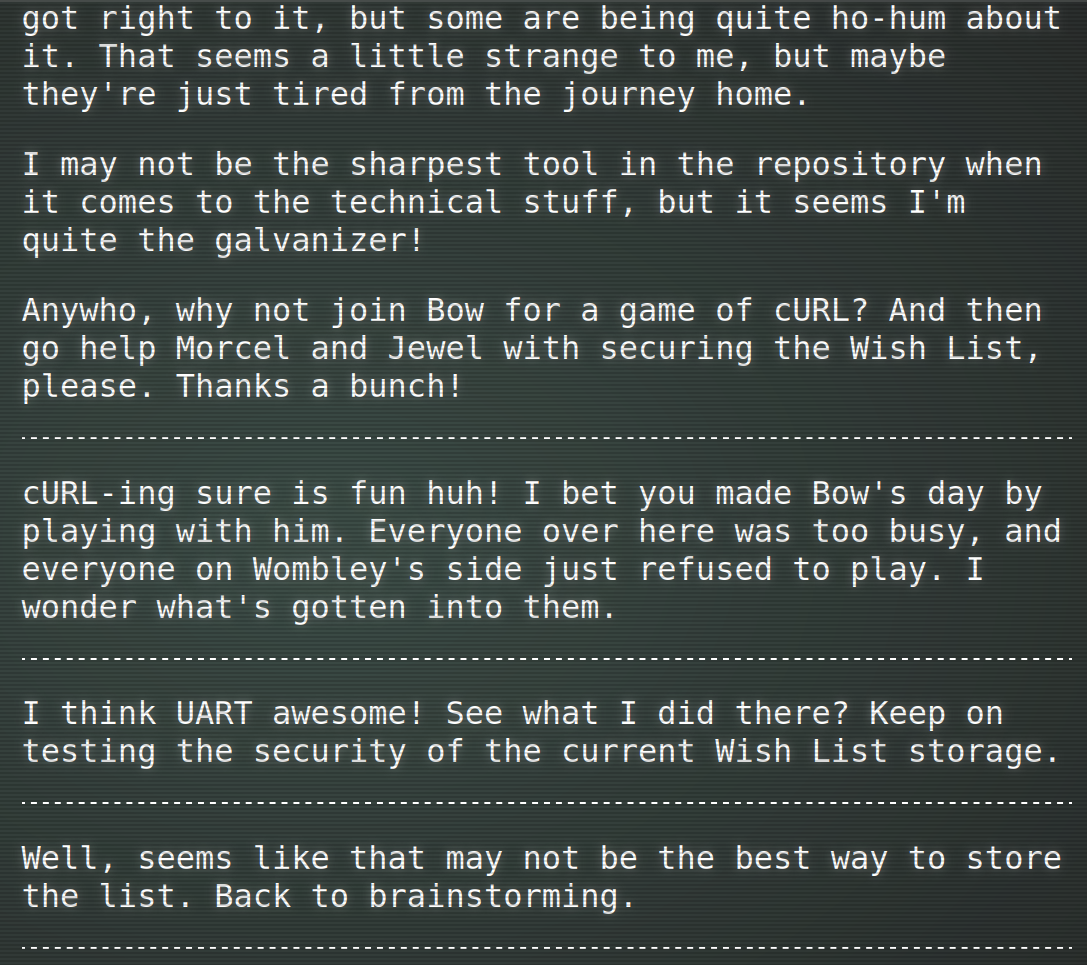 got right to it, but some are being quite ho-hum about
it. That seems a little strange to me, but maybe
they're just tired from the journey home.
I may not be the sharpest tool in the repository when
it comes to the technical stuff, but it seems I'm
quite the galvanizer!
Anywho, why not join Bow for a game of cURL? And then
go help Morcel and Jewel with securing the Wish List,
please. Thanks a bunch!
cURL-ing sure is fun huh! I bet you made Bow's day by
playing with him. Everyone over here was too busy, and
everyone on Wombley's side just refused to play. I
wonder what's gotten into them.
I think UART awesome! See what I did there? Keep on
testing the security of the current Wish List storage.
Well, seems like that may not be the best way to store
the list. Back to brainstorming.